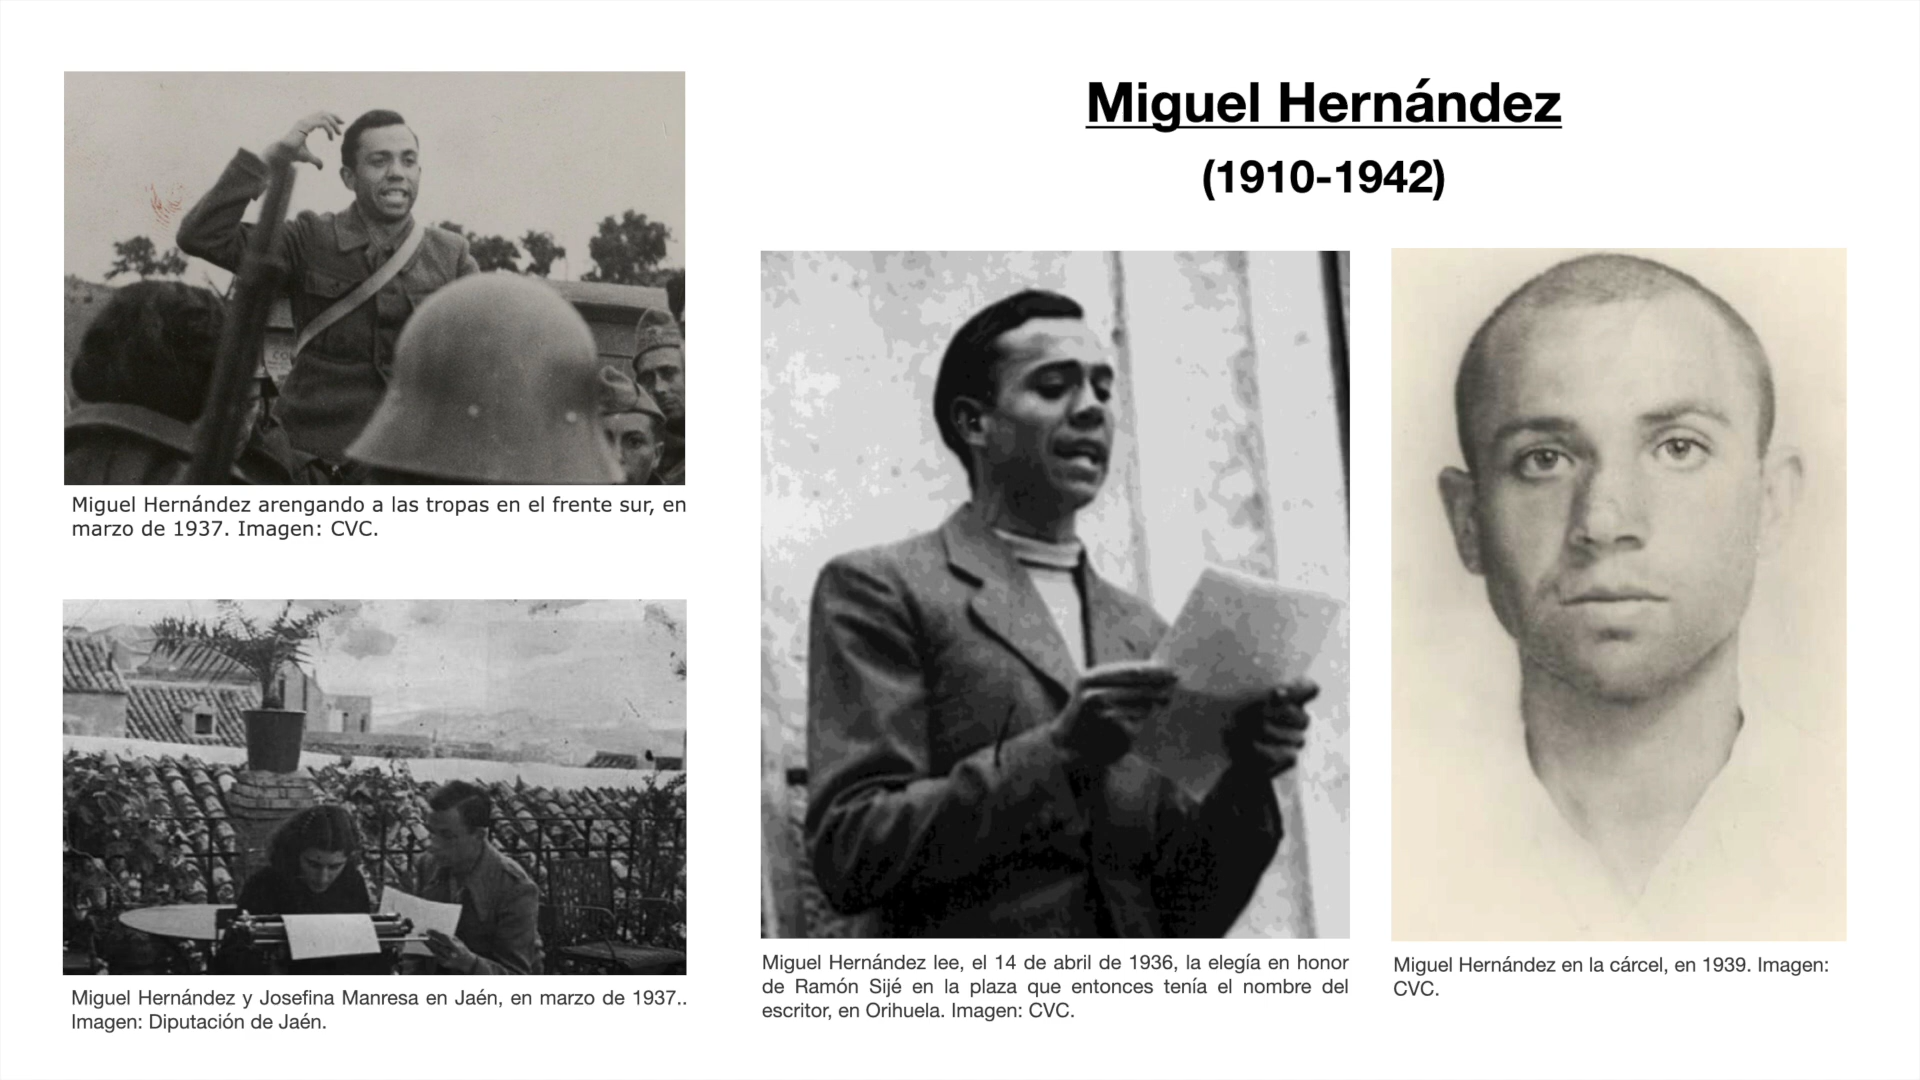 Miguel Hernández
(1910-1942)
Miguel Hernández arengando a las tropas en el frente sur, en
marzo de 1937. Imagen: CVC.
Miguel Hernández y Josefina Manresa en Jaén, en marzo de 1937..
Imagen: Diputación de Jaén.
Miguel Hernández lee, el 14 de abril de 1936, la elegía en honor
de Ramón Sijé en la plaza que entonces tenía el nombre del
escritor, en Orihuela. Imagen: CVC.
Miguel Hernández en la cárcel, en 1939. Imagen:
CVC.